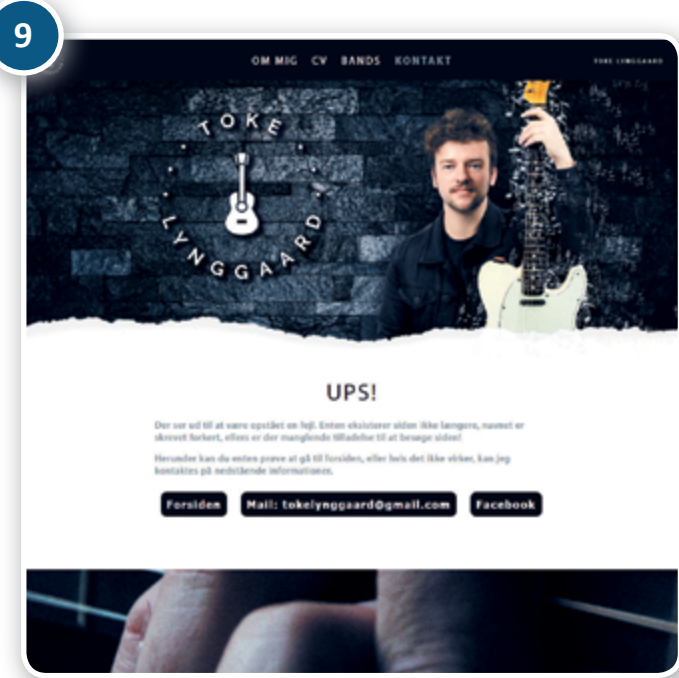 9
OM MIG CV BANDS KONTAKT
TOKE LYNGGAARD
TOKE
LYNGGAARD
UPS!
Der ser ud til at være opstået en fejl. Enten eksisterer siden ikke længere, navnet er
skrevet forkert, ellers er der manglende tilladelse til at besøge siden!
Herunder kan du enten prøve at gå til forsiden, eller hvis det ikke virker, kan jeg
kontaktes på nedstående informationer.
Forsiden Mail: tokelynggaard@gmail.com Facebook